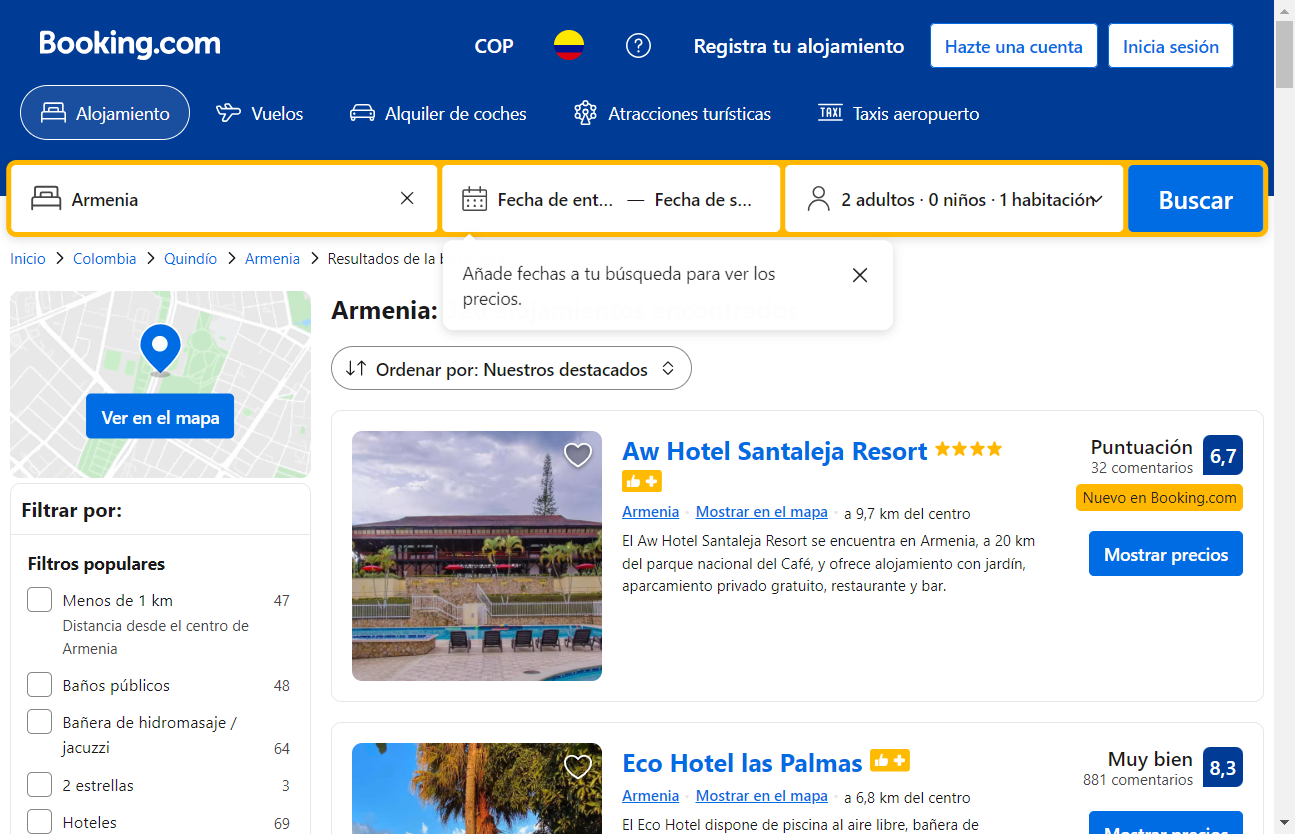 Booking.com
COP
Registra tu alojamiento
Hazte una cuenta
Inicia sesión
Alojamiento
Vuelos
Alquiler de coches
Atracciones turísticas
TAXI
Taxis aeropuerto
Armenia
Fecha de ent... — Fecha de s...
2 adultos · 0 niños · 1 habitación
Buscar
Inicio > Colombia > Quindío > Armenia > Resultados de la b
Añade fechas a tu búsqueda para ver los
precios.
Armenia:
Ver en el mapa
Ordenar por: Nuestros destacados
Filtrar por:
Filtros populares
Menos de 1 km 47
Distancia desde el centro de
Armenia
Baños públicos 48
Bañera de hidromasaje /
jacuzzi 64
2 estrellas 3
Hoteles 69
Aw Hotel Santaleja Resort
Armenia · Mostrar en el mapa · a 9,7 km del centro
El Aw Hotel Santaleja Resort se encuentra en Armenia, a 20 km
del parque nacional del Café, y ofrece alojamiento con jardín,
aparcamiento privado gratuito, restaurante y bar.
Puntuación 6,7
32 comentarios
Nuevo en Booking.com
Mostrar precios
Eco Hotel las Palmas
Armenia · Mostrar en el mapa · a 6,8 km del centro
El Eco Hotel dispone de piscina al aire libre, bañera de
Muy bien 8,3
881 comentarios
Mostrar precios